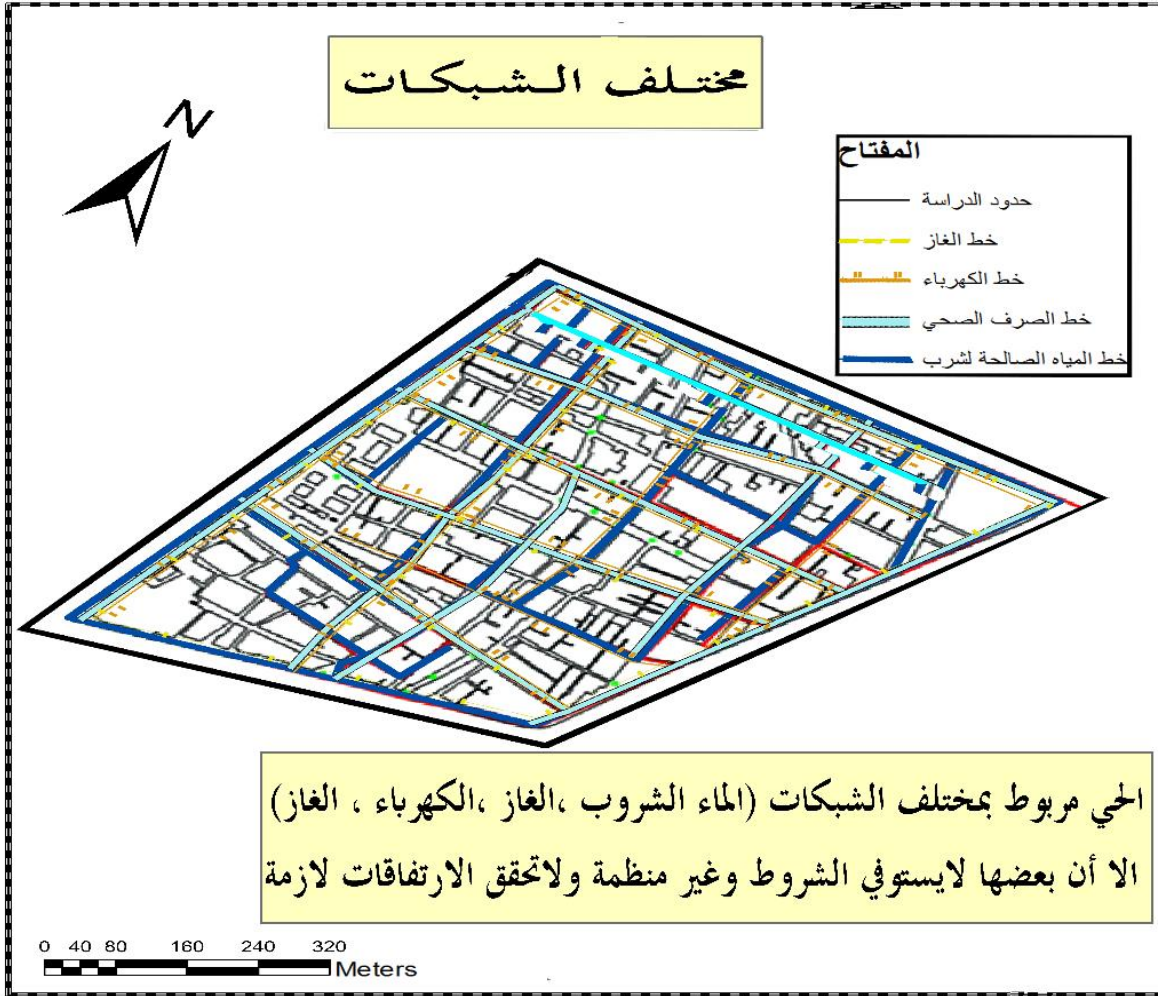 مختلف الشبكات
N
المفتاح
حدود الدراسة
خط الغاز
خط الكهرباء
خط الصرف الصحي
خط المياه الصالحة لشرب
الحي مربوط بمختلف الشبكات (الماء الشروب ،الغاز ،الكهرباء ، الغاز)
الا أن بعضها لايستوفي الشروط وغير منظمة ولاتحقق الارتفاقات لازمة
0 40 80 160 240 320
Meters